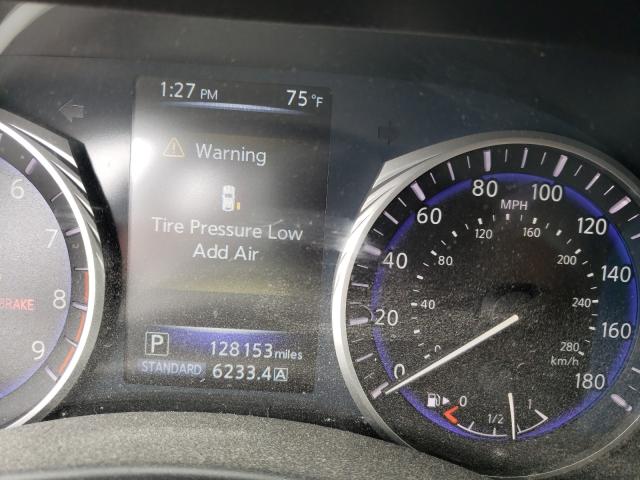 1:27 PM 75 °F
Warning
Tire Pressure Low
Add Air
P 128153 miles
STANDARD 6233.4 A
6
7
8
9
BRAKE
0
20
40
60
80
100
120
140
160
180
MPH
0
40
80
120
160
200
240
280
km/h
0
1/2
1